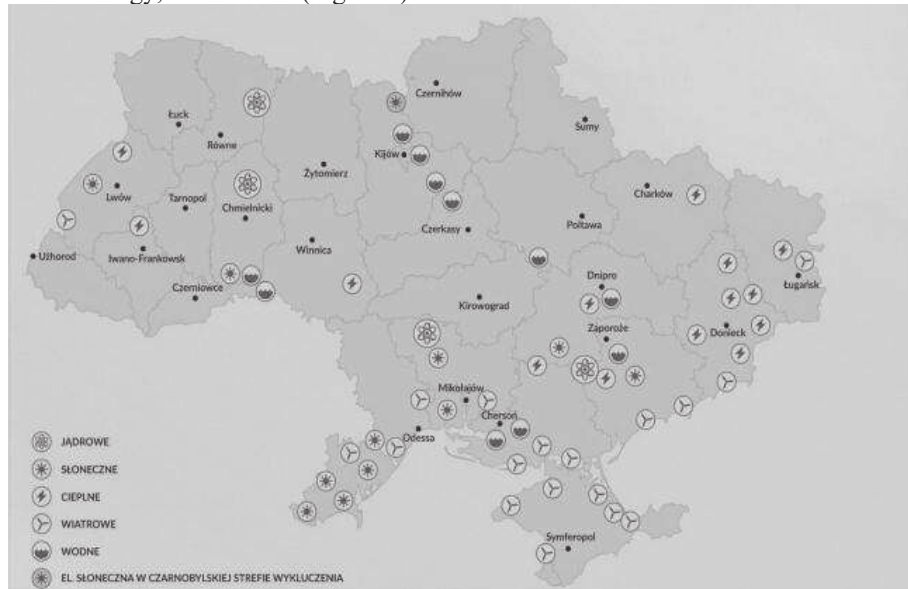 Czernihów
Łuck
Sumy
Równe
Kijów
Żytomierz
Charków
Lwów
Tarnopol
Chmielnicki
Połtawa
Czerkasy
Winnica
Użhorod
Iwano-Frankowsk
Dnipro
Ługańsk
Czerniowce
Kirowograd
Zaporoże
Donieck
Mikołajów
Chersoń
Odessa
JĄDROWE
SŁONECZNE
CIEPLNE
WIATROWE
WODNE
Symferopol
EL. SŁONECZNA W CZARNOBYLSKIEJ STREFIE WYKLUCZENIA